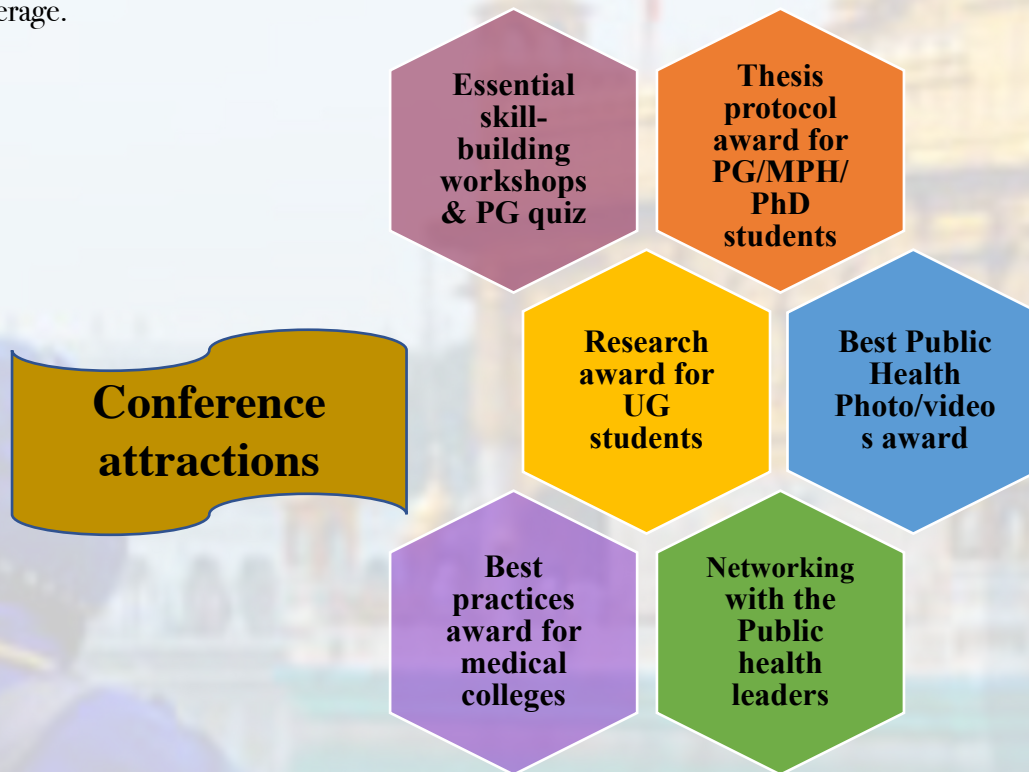 erage.
Essential
skill-
building
workshops
& PG quiz
Thesis
protocol
award for
PG/MPH/
PhD
students
Conference
attractions
Research
award for
UG
students
Best Public
Health
Photo/video
s award
Best
practices
award for
medical
colleges
Networking
with the
Public
health
leaders